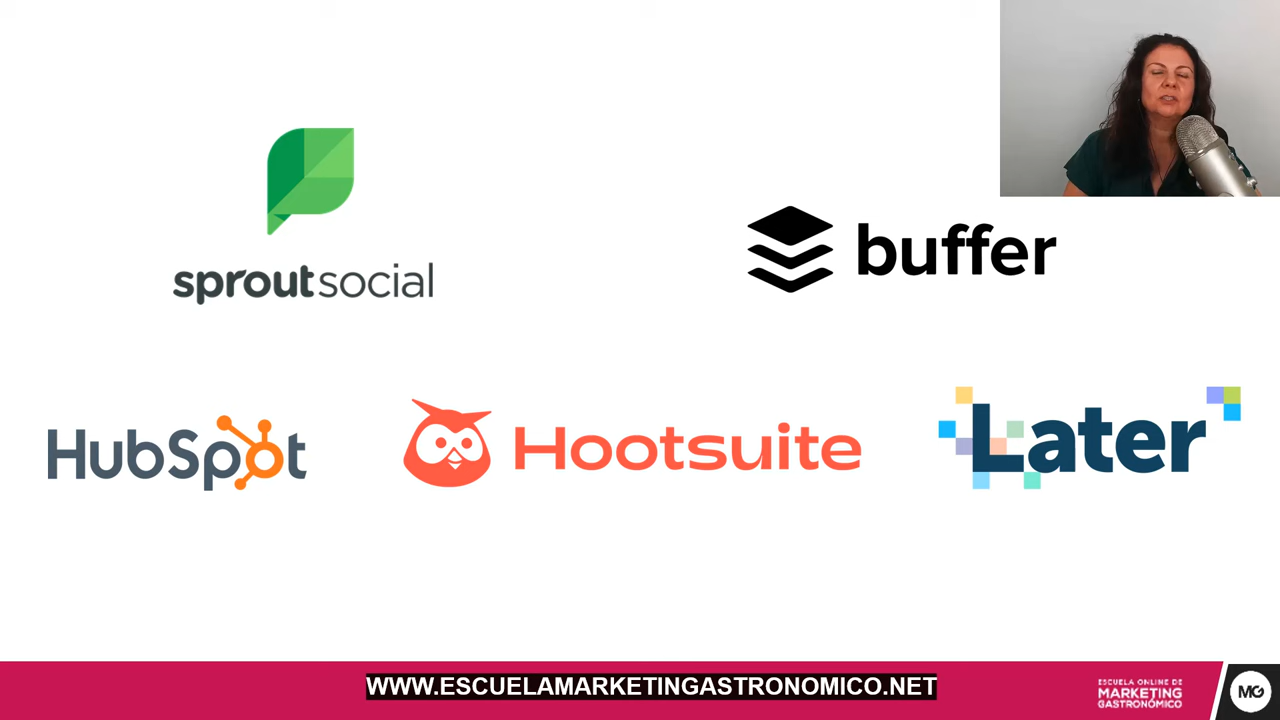 sproutsocial
buffer
HubSpot
Hootsuite
Later
WWW.ESCUELAMARKETINGASTRONOMICO.NET
ESCUELA ONLINE DE
MARKETING
GASTRONÓMICO
MG